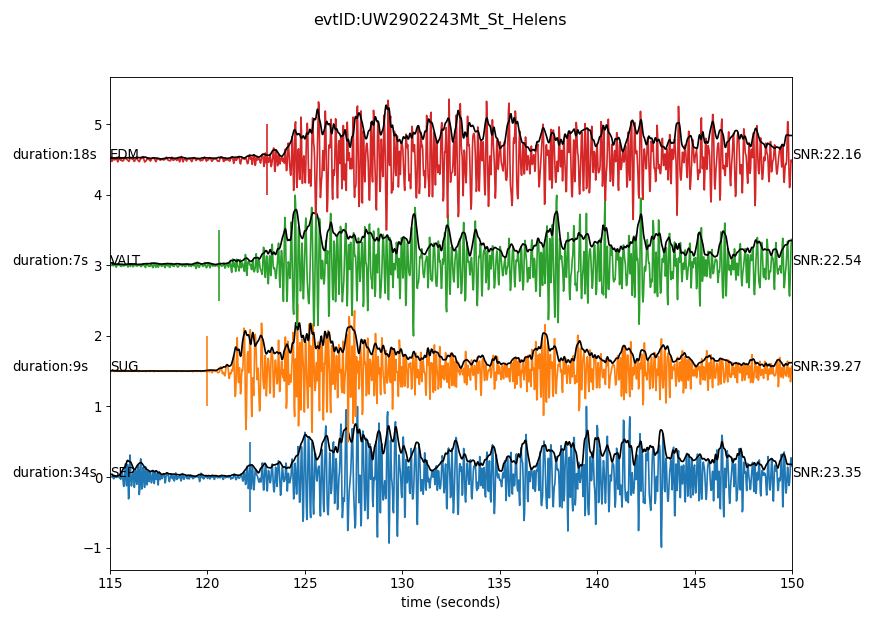 evtID:UW2902243Mt_St_Helens
5
duration:18s EDM SNR:22.16
4
duration:7s 3 VALT SNR:22.54
2
duration:9s SUG SNR:39.27
1
duration:34s 0 SEP SNR:23.35
−1
115 120 125 130 135 140 145 150
time (seconds)